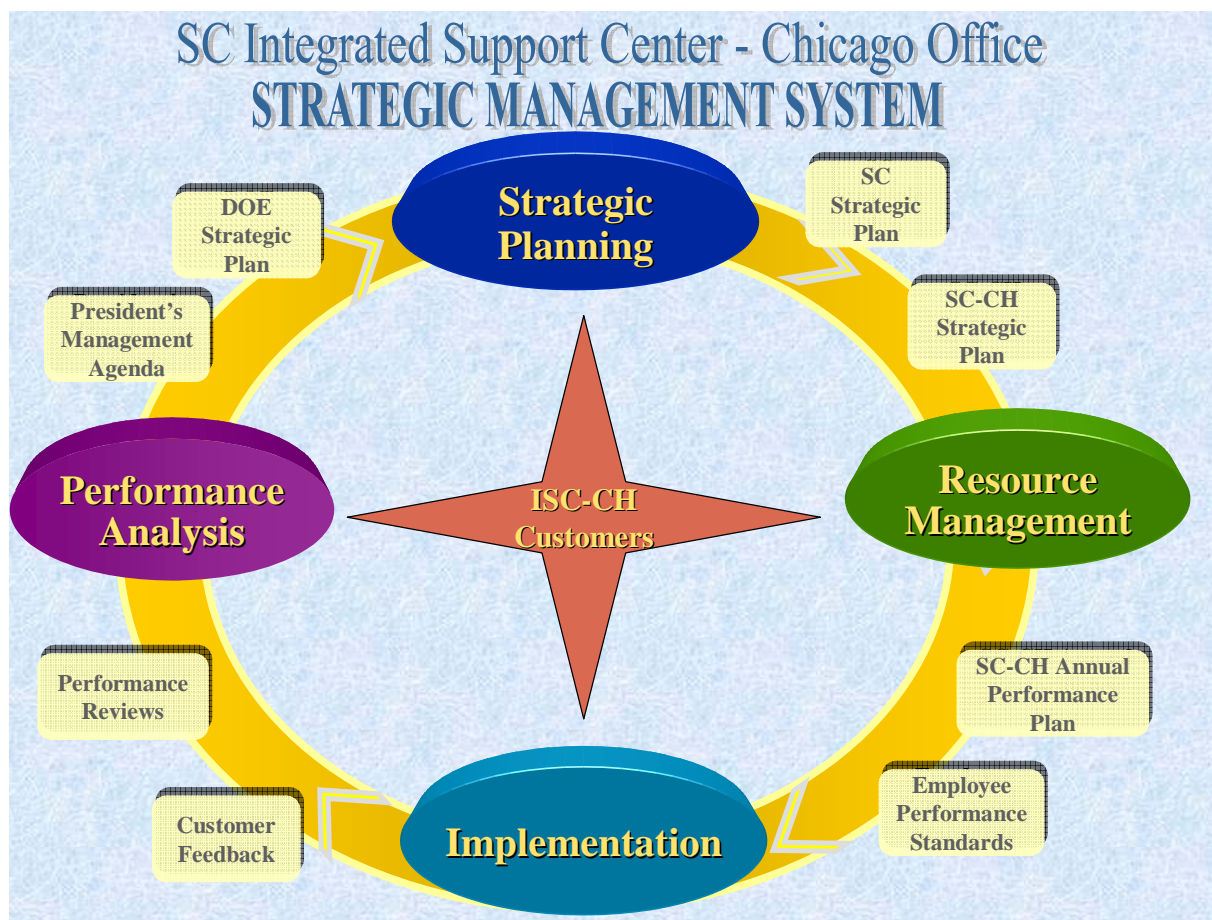 SC Integrated Support Center - Chicago Office
STRATEGIC MANAGEMENT SYSTEM
Strategic
Planning
SC
Strategic
Plan
DOE
Strategic
Plan
SC-CH
Strategic
Plan
President's
Management
Agenda
Performance
Analysis
ISC-CH
Customers
Resource
Management
Performance
Reviews
SC-CH Annual
Performance
Plan
Customer
Feedback
Implementation
Employee
Performance
Standards